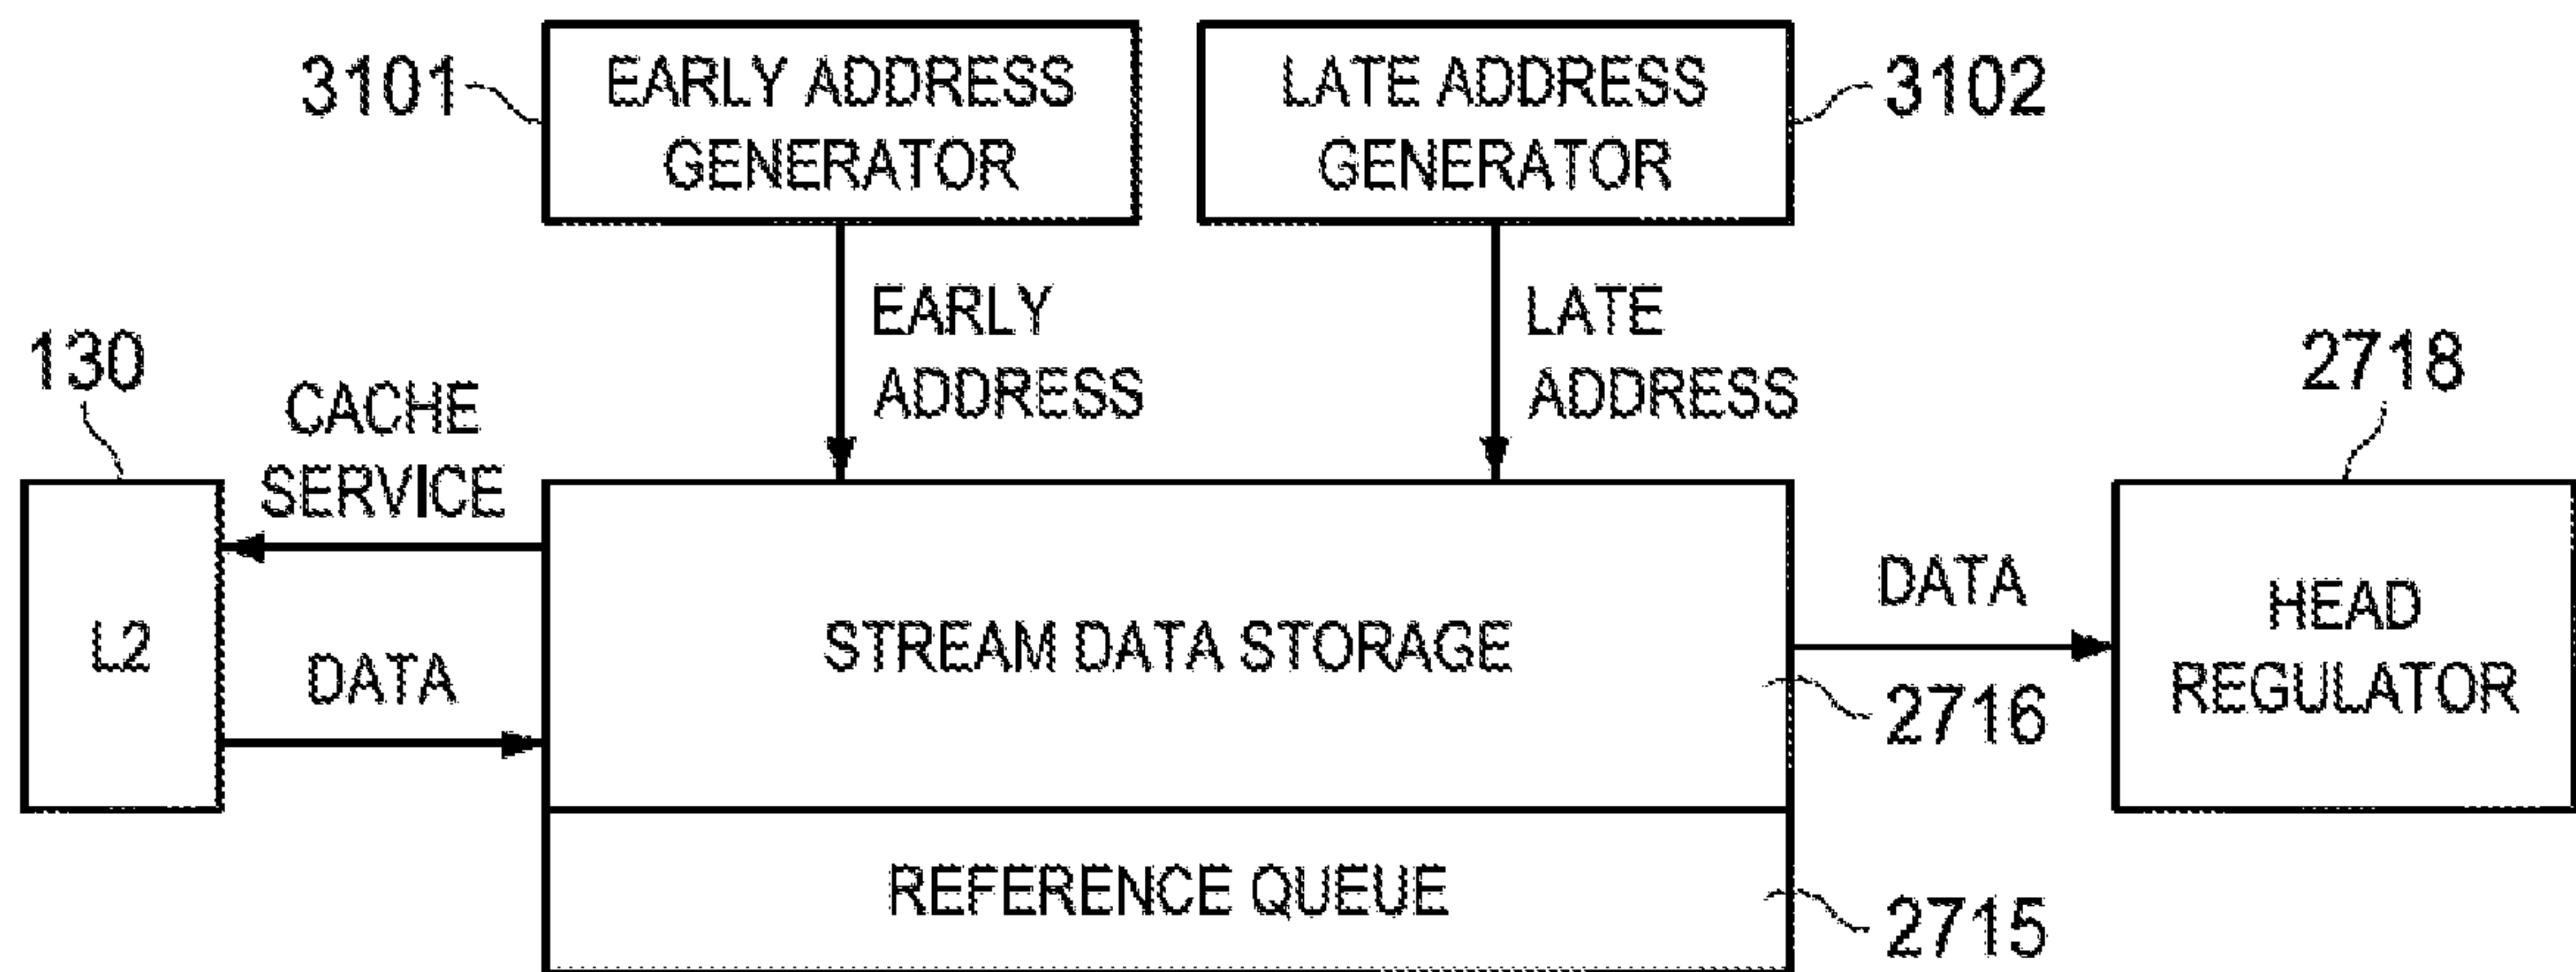 3101
EARLY ADDRESS
GENERATOR
LATE ADDRESS
GENERATOR
3102
EARLY
ADDRESS
LATE
ADDRESS
130
CACHE
SERVICE
2718
L2
DATA
STREAM DATA STORAGE
DATA
HEAD
REGULATOR
2716
REFERENCE QUEUE
2715